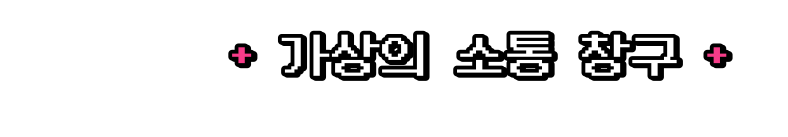 + 가상의 소통 창구 +